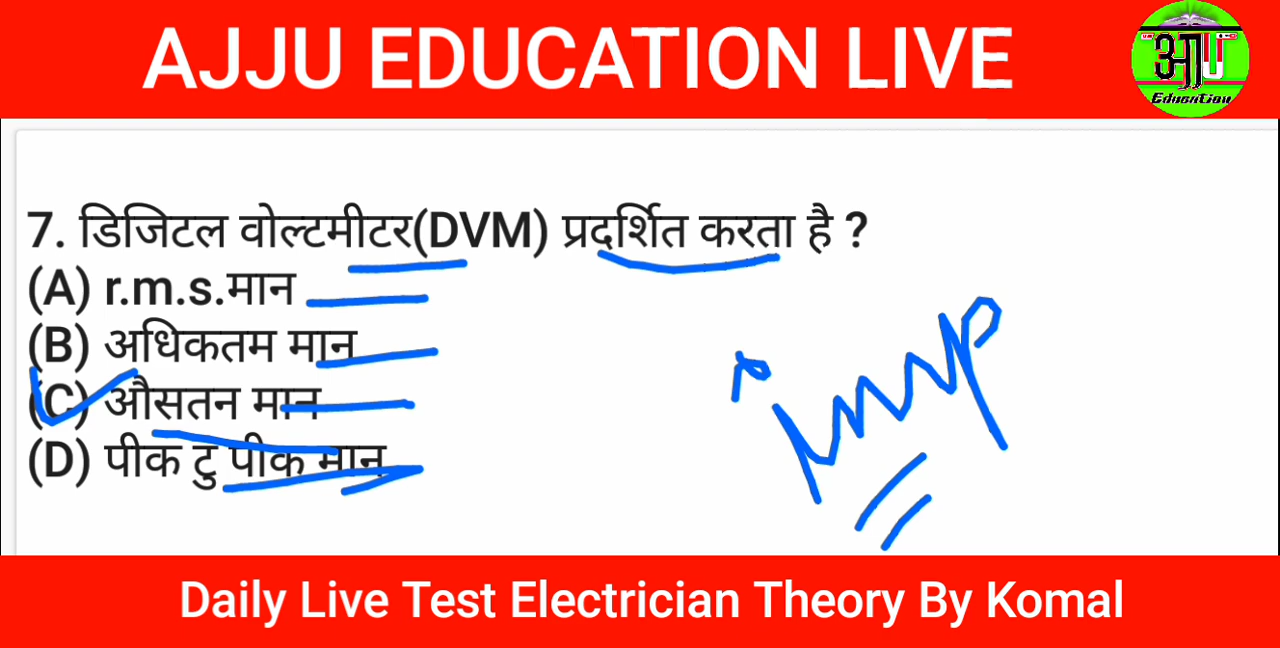 AJJU EDUCATION LIVE
अJJU
Education
7. डिजिटल वोल्टमीटर(DVM) प्रदर्शित करता है ?
(A) r.m.s.मान
(B) अधिकतम मान
(C) औसतन मान
(D) पीक टु पीक मान
imp
Daily Live Test Electrician Theory By Komal